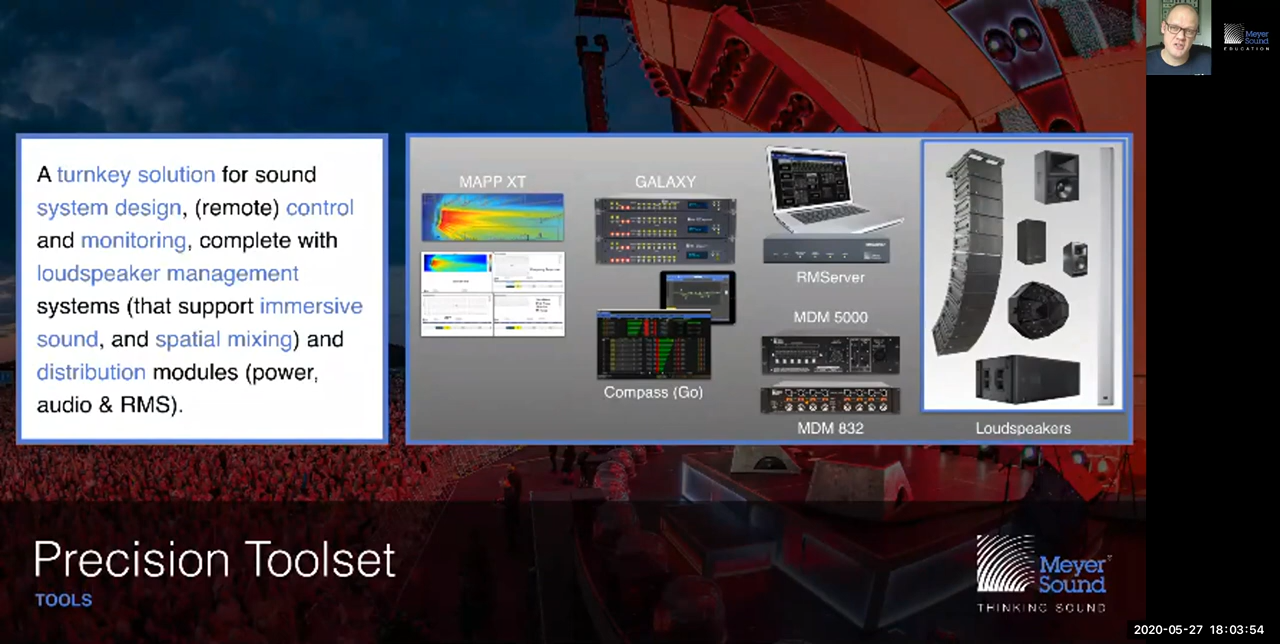 A turnkey solution for sound
system design, (remote) control
and monitoring, complete with
loudspeaker management
systems (that support immersive
sound, and spatial mixing) and
distribution modules (power,
audio & RMS).
MAPP XT
GALAXY
Compass (Go)
RMServer
MDM 5000
MDM 832
Loudspeakers
Precision Toolset
TOOLS
Meyer
Sound
THINKING SOUND
Meyer
Sound
EDUCATION
2020-05-27 18:03:54